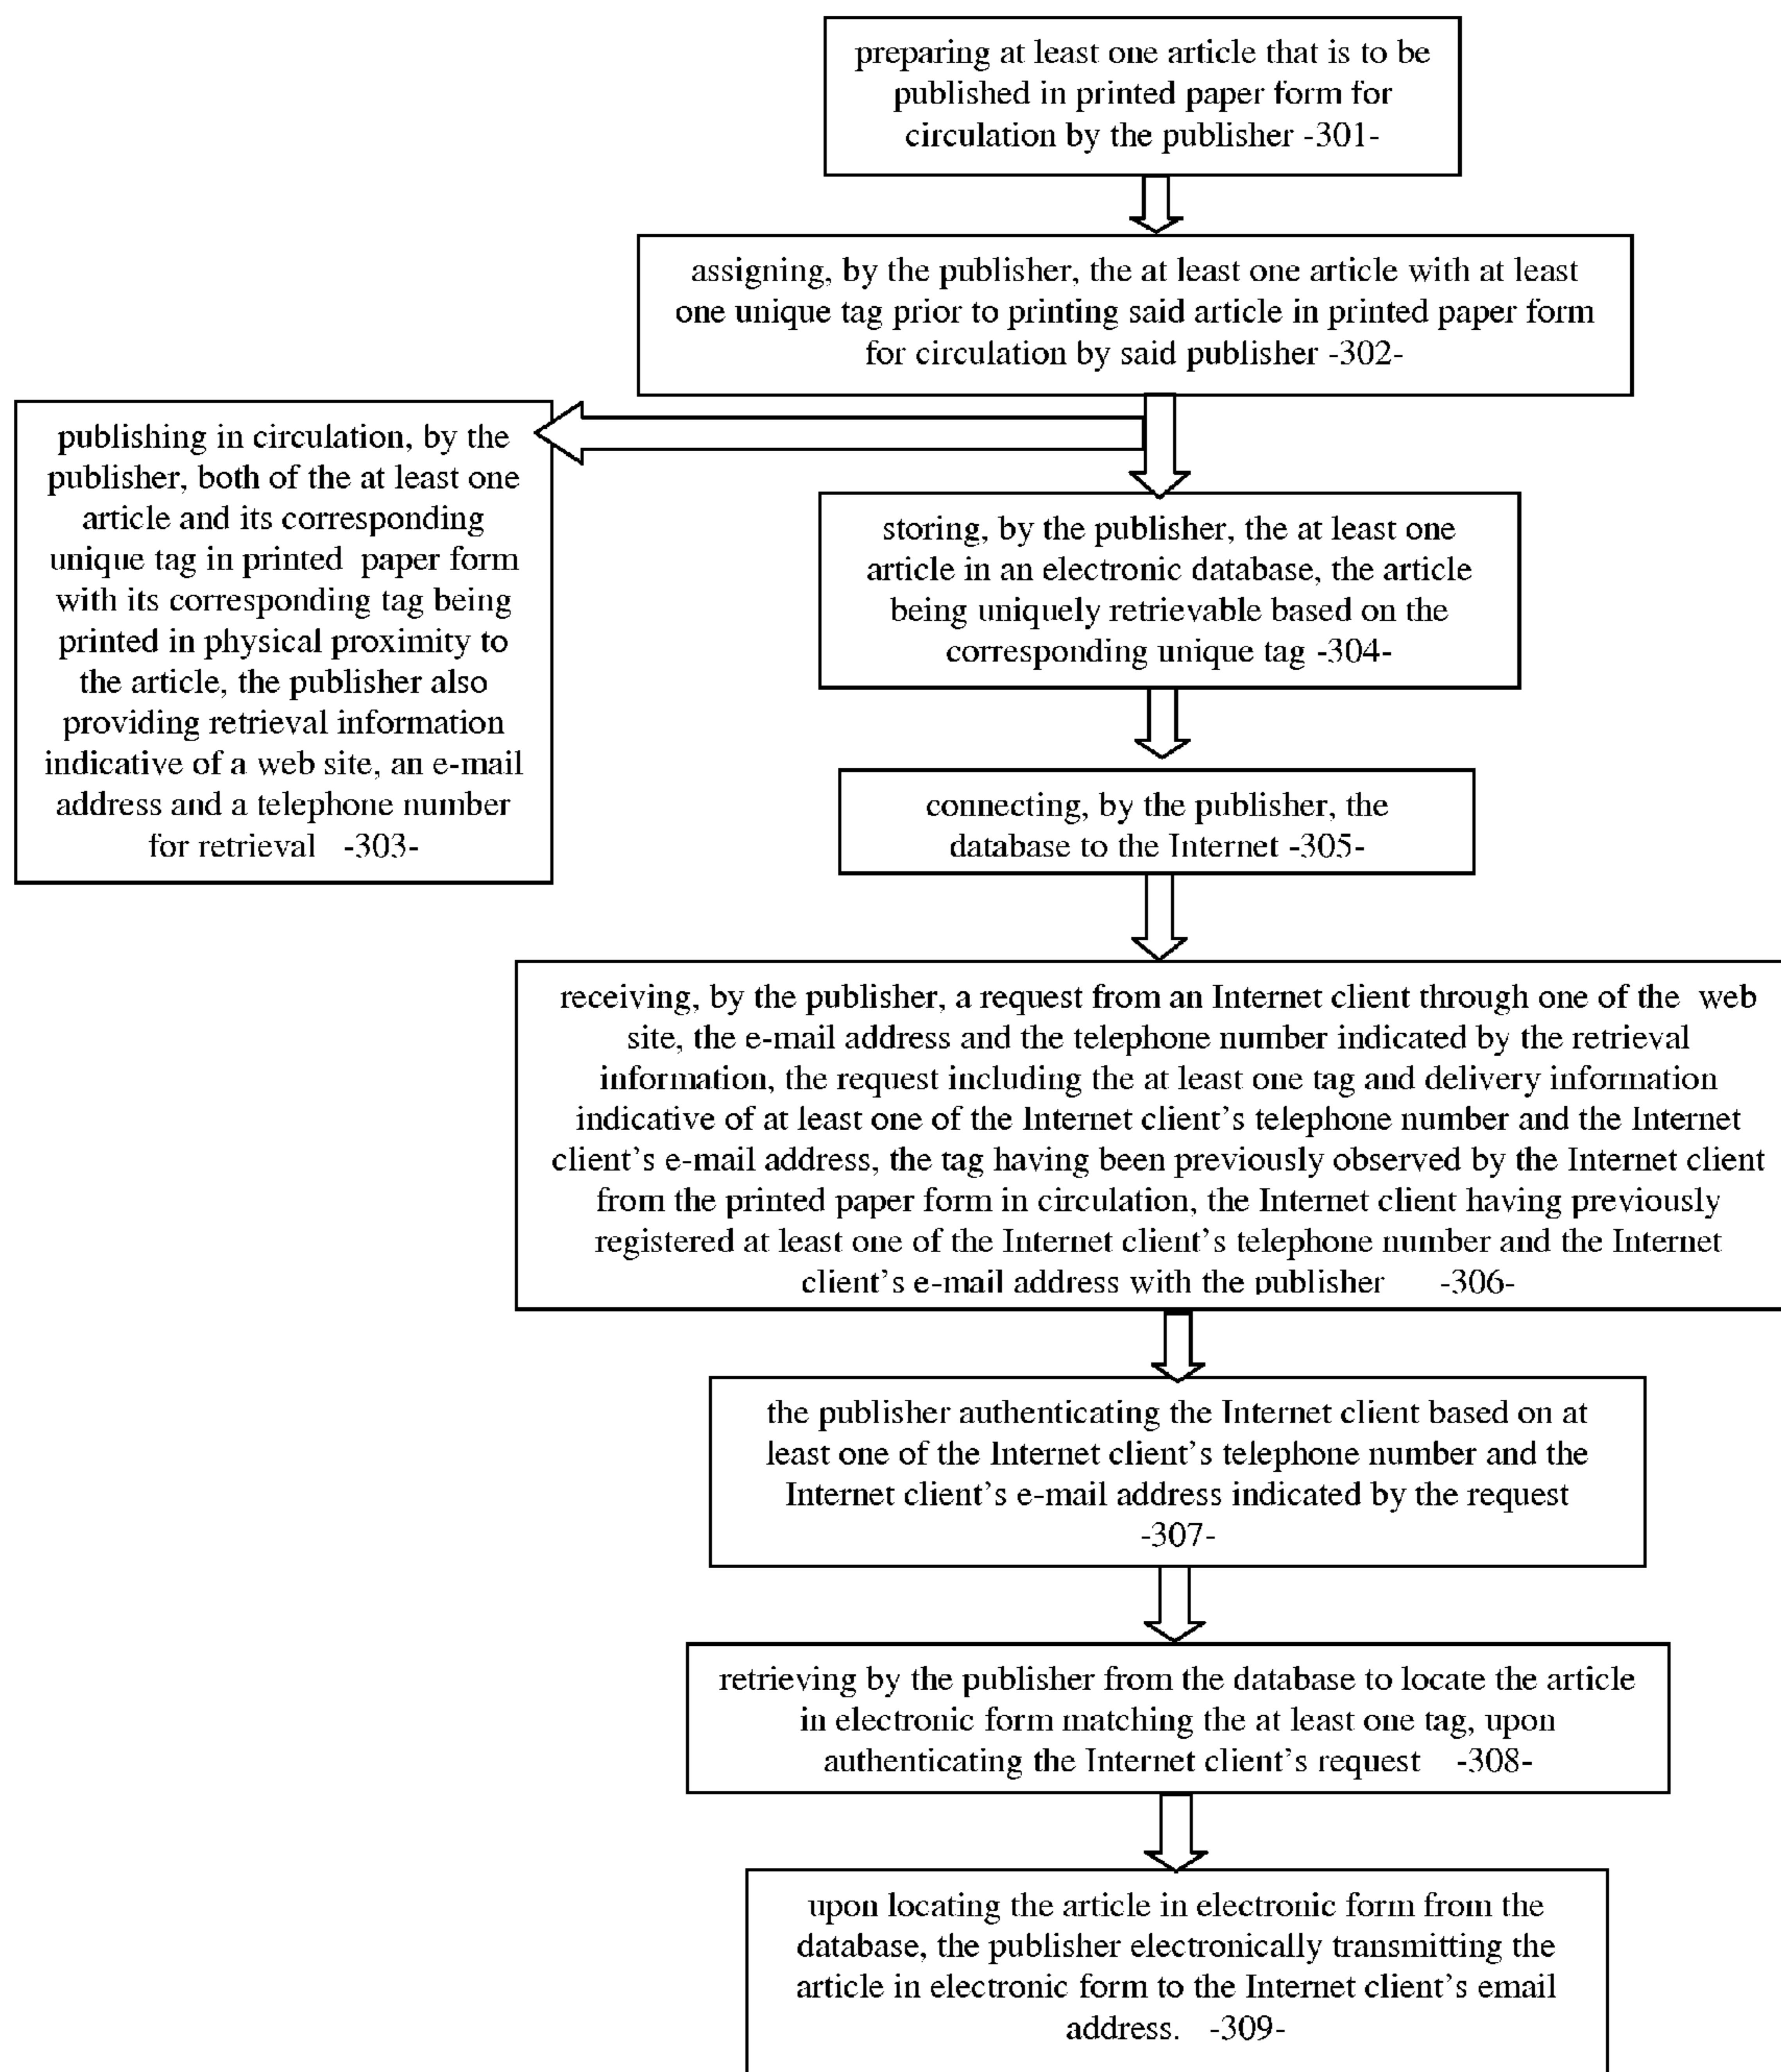 preparing at least one article that is to be
published in printed paper form for
circulation by the publisher -301-
assigning, by the publisher, the at least one article with at least
one unique tag prior to printing said article in printed paper form
for circulation by said publisher -302-
publishing in circulation, by the
publisher, both of the at least one
article and its corresponding
unique tag in printed paper form
with its corresponding tag being
printed in physical proximity to
the article, the publisher also
providing retrieval information
indicative of a web site, an e-mail
address and a telephone number
for retrieval -303-
storing, by the publisher, the at least one
article in an electronic database, the article
being uniquely retrievable based on the
corresponding unique tag -304-
connecting, by the publisher, the
database to the Internet -305-
receiving, by the publisher, a request from an Internet client through one of the web
site, the e-mail address and the telephone number indicated by the retrieval
information, the request including the at least one tag and delivery information
indicative of at least one of the Internet client's telephone number and the Internet
client's e-mail address, the tag having been previously observed by the Internet client
from the printed paper form in circulation, the Internet client having previously
registered at least one of the Internet client's telephone number and the Internet
client's e-mail address with the publisher -306-
the publisher authenticating the Internet client based on at
least one of the Internet client's telephone number and the
Internet client's e-mail address indicated by the request
-307-
retrieving by the publisher from the database to locate the article
in electronic form matching the at least one tag, upon
authenticating the Internet client's request -308-
upon locating the article in electronic form from the
database, the publisher electronically transmitting the
article in electronic form to the Internet client's email
address. -309-